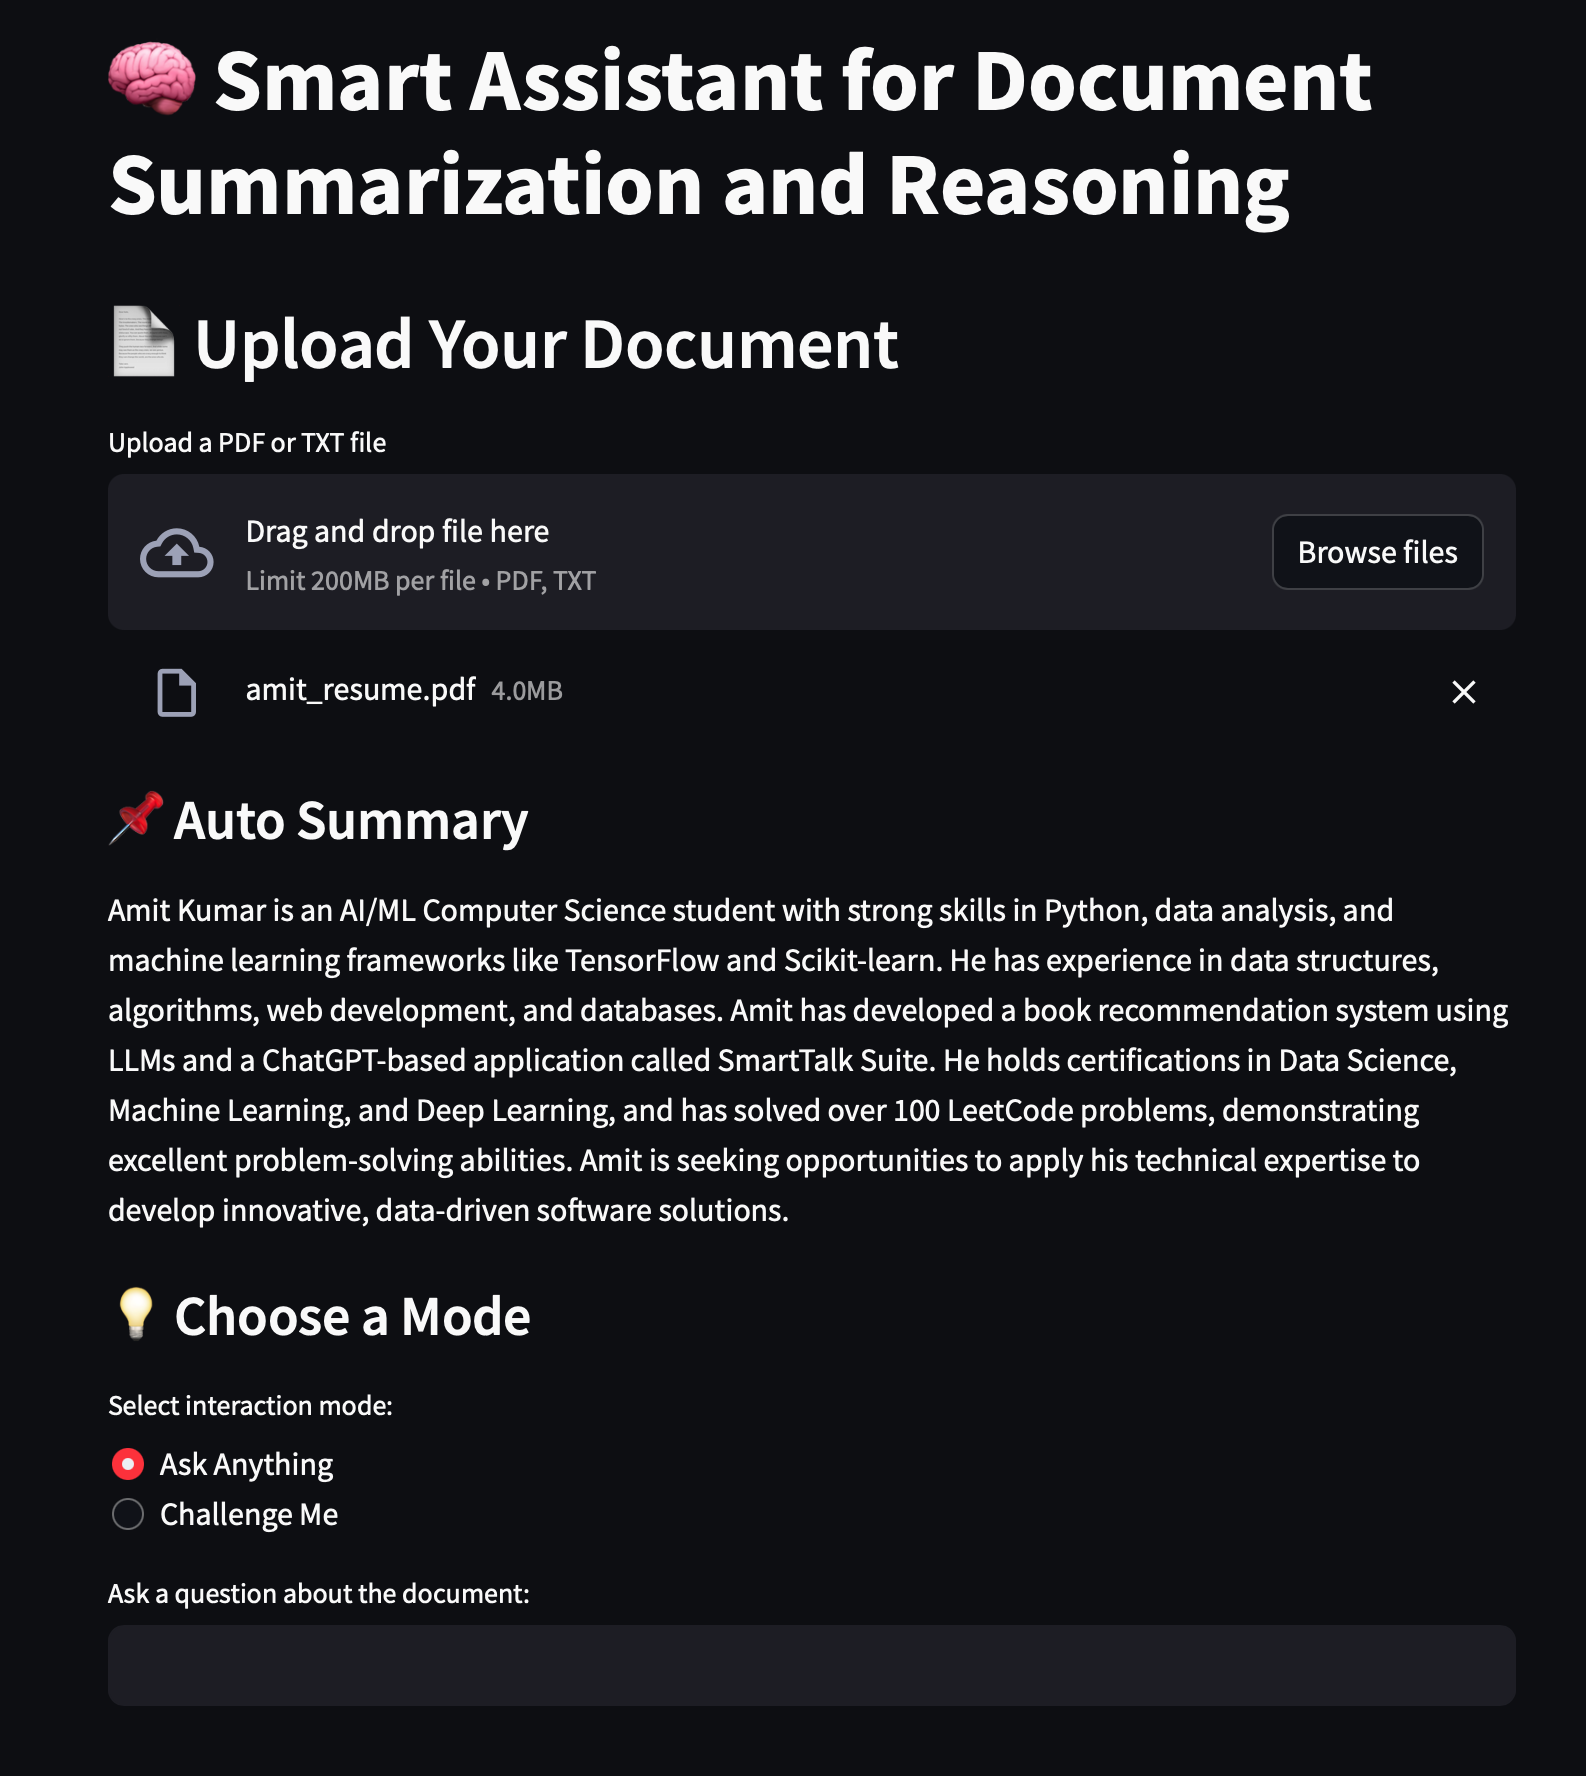 🧠 Smart Assistant for Document
Summarization and Reasoning
📄 Upload Your Document
Upload a PDF or TXT file
Drag and drop file here
Limit 200MB per file • PDF, TXT
Browse files
amit_resume.pdf 4.0MB
📌 Auto Summary
Amit Kumar is an AI/ML Computer Science student with strong skills in Python, data analysis, and
machine learning frameworks like TensorFlow and Scikit-learn. He has experience in data structures,
algorithms, web development, and databases. Amit has developed a book recommendation system using
LLMs and a ChatGPT-based application called SmartTalk Suite. He holds certifications in Data Science,
Machine Learning, and Deep Learning, and has solved over 100 LeetCode problems, demonstrating
excellent problem-solving abilities. Amit is seeking opportunities to apply his technical expertise to
develop innovative, data-driven software solutions.
💡 Choose a Mode
Select interaction mode:
Ask Anything
Challenge Me
Ask a question about the document: